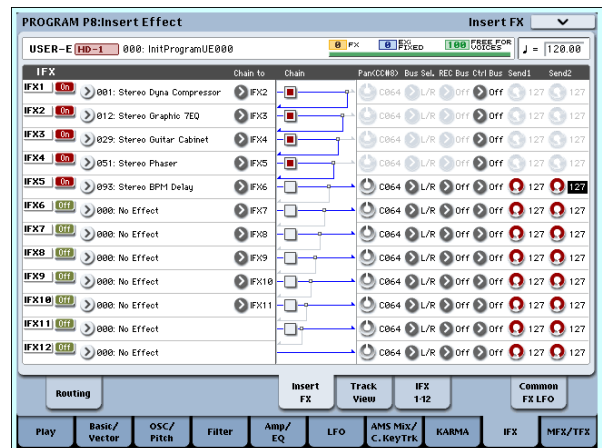 PROGRAM P8:Insert Effect Insert FX
USER-E HD-1 000: InitProgramUE000 0 FX 0 EXi FIXED 100 FREE FOR VOICES ♩= 120.00
IFX Chain to Chain Pan(CC#8) Bus Sel. REC Bus Ctrl Bus Send1 Send2
IFX1 On 001: Stereo Dyna Compressor IFX2 C064 L/R Off Off 127 127
IFX2 On 012: Stereo Graphic 7EQ IFX3 C064 L/R Off Off 127 127
IFX3 On 029: Stereo Guitar Cabinet IFX4 C064 L/R Off Off 127 127
IFX4 On 051: Stereo Phaser IFX5 C064 L/R Off Off 127 127
IFX5 On 093: Stereo BPM Delay IFX6 C064 L/R Off Off 127 127
IFX6 Off 000: No Effect IFX7 C064 L/R Off Off 127 127
IFX7 Off 000: No Effect IFX8 C064 L/R Off Off 127 127
IFX8 Off 000: No Effect IFX9 C064 L/R Off Off 127 127
IFX9 Off 000: No Effect IFX10 C064 L/R Off Off 127 127
IFX10 Off 000: No Effect IFX11 C064 L/R Off Off 127 127
IFX11 Off 000: No Effect C064 L/R Off Off 127 127
IFX12 Off 000: No Effect C064 L/R Off Off 127 127
Routing Insert FX Track View IFX 1-12 Common FX LFO
Play Basic/Vector OSC/Pitch Filter Amp/EQ LFO AMS Mix/C.KeyTrk KARMA IFX MFX/TFX